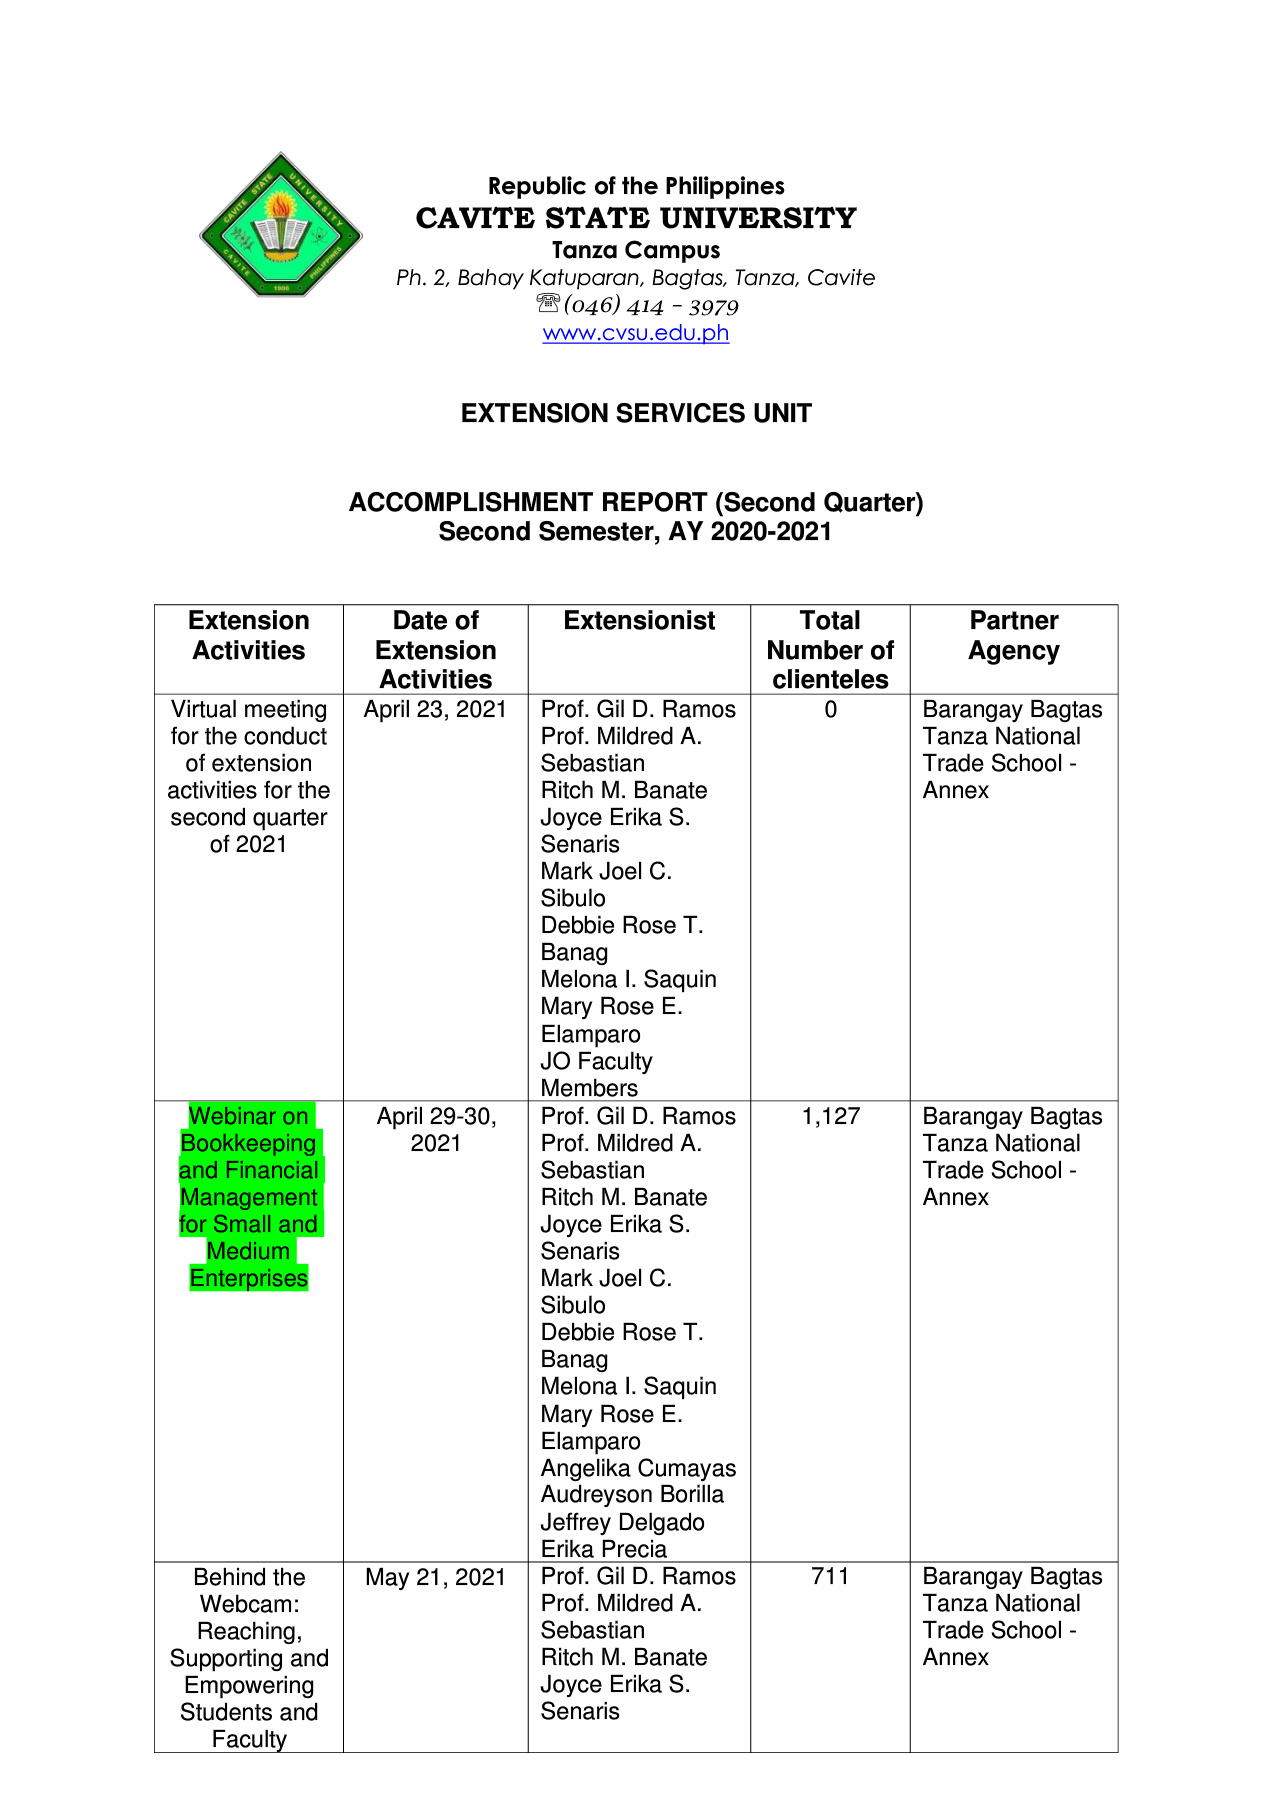 CAVITE STATE UNIVERSITY
CAVITE
PHILIPPINES
1906
Republic of the Philippines
CAVITE STATE UNIVERSITY
Tanza Campus
Ph. 2, Bahay Katuparan, Bagtas, Tanza, Cavite
☏(046) 414 – 3979
www.cvsu.edu.ph
EXTENSION SERVICES UNIT
ACCOMPLISHMENT REPORT (Second Quarter)
Second Semester, AY 2020-2021
Extension
Activities
Date of
Extension
Activities
Extensionist
Total
Number of
clienteles
Partner
Agency
Virtual meeting
for the conduct
of extension
activities for the
second quarter
of 2021
April 23, 2021
Prof. Gil D. Ramos
Prof. Mildred A.
Sebastian
Ritch M. Banate
Joyce Erika S.
Senaris
Mark Joel C.
Sibulo
Debbie Rose T.
Banag
Melona I. Saquin
Mary Rose E.
Elamparo
JO Faculty
Members
0
Barangay Bagtas
Tanza National
Trade School -
Annex
Webinar on
Bookkeeping
and Financial
Management
for Small and
Medium
Enterprises
April 29-30,
2021
Prof. Gil D. Ramos
Prof. Mildred A.
Sebastian
Ritch M. Banate
Joyce Erika S.
Senaris
Mark Joel C.
Sibulo
Debbie Rose T.
Banag
Melona I. Saquin
Mary Rose E.
Elamparo
Angelika Cumayas
Audreyson Borilla
Jeffrey Delgado
Erika Precia
1,127
Barangay Bagtas
Tanza National
Trade School -
Annex
Behind the
Webcam:
Reaching,
Supporting and
Empowering
Students and
Faculty
May 21, 2021
Prof. Gil D. Ramos
Prof. Mildred A.
Sebastian
Ritch M. Banate
Joyce Erika S.
Senaris
711
Barangay Bagtas
Tanza National
Trade School -
Annex